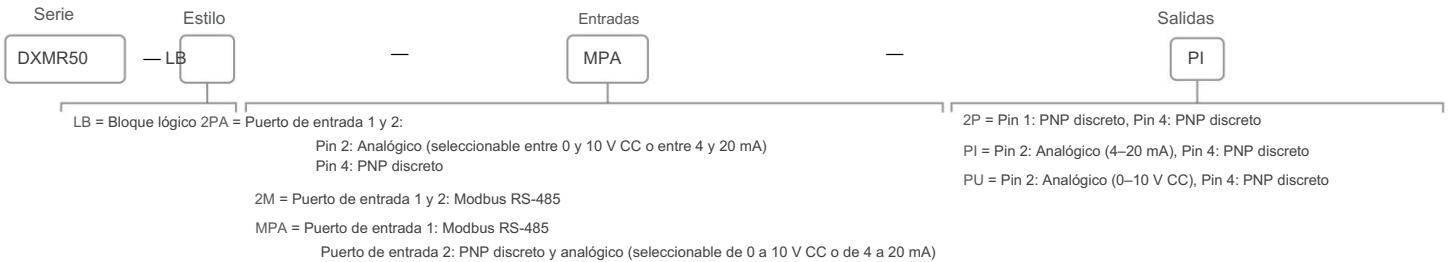 Serie
Estilo
Entradas
Salidas
DXMR50 — LB — MPA — PI
LB = Bloque lógico 2PA = Puerto de entrada 1 y 2:
Pin 2: Analógico (seleccionable entre 0 y 10 V CC o entre 4 y 20 mA)
Pin 4: PNP discreto
2M = Puerto de entrada 1 y 2: Modbus RS-485
MPA = Puerto de entrada 1: Modbus RS-485
Puerto de entrada 2: PNP discreto y analógico (seleccionable de 0 a 10 V CC o de 4 a 20 mA)
2P = Pin 1: PNP discreto, Pin 4: PNP discreto
PI = Pin 2: Analógico (4–20 mA), Pin 4: PNP discreto
PU = Pin 2: Analógico (0–10 V CC), Pin 4: PNP discreto